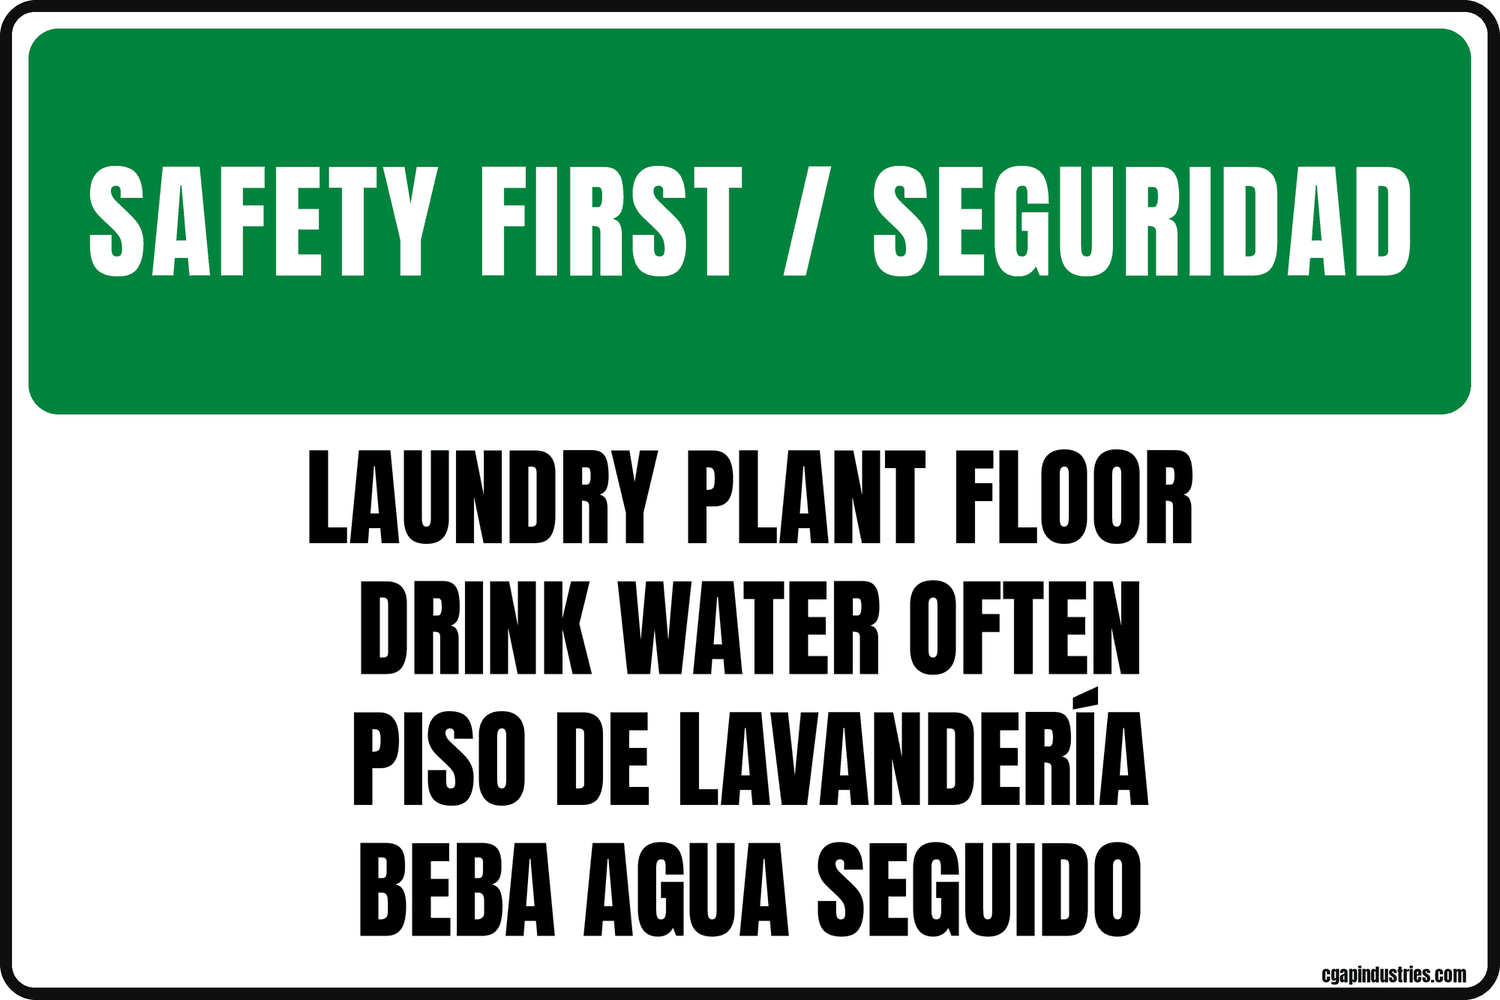 SAFETY FIRST / SEGURIDAD
LAUNDRY PLANT FLOOR
DRINK WATER OFTEN
PISO DE LAVANDERÍA
BEBA AGUA SEGUIDO
cgapindustries.com